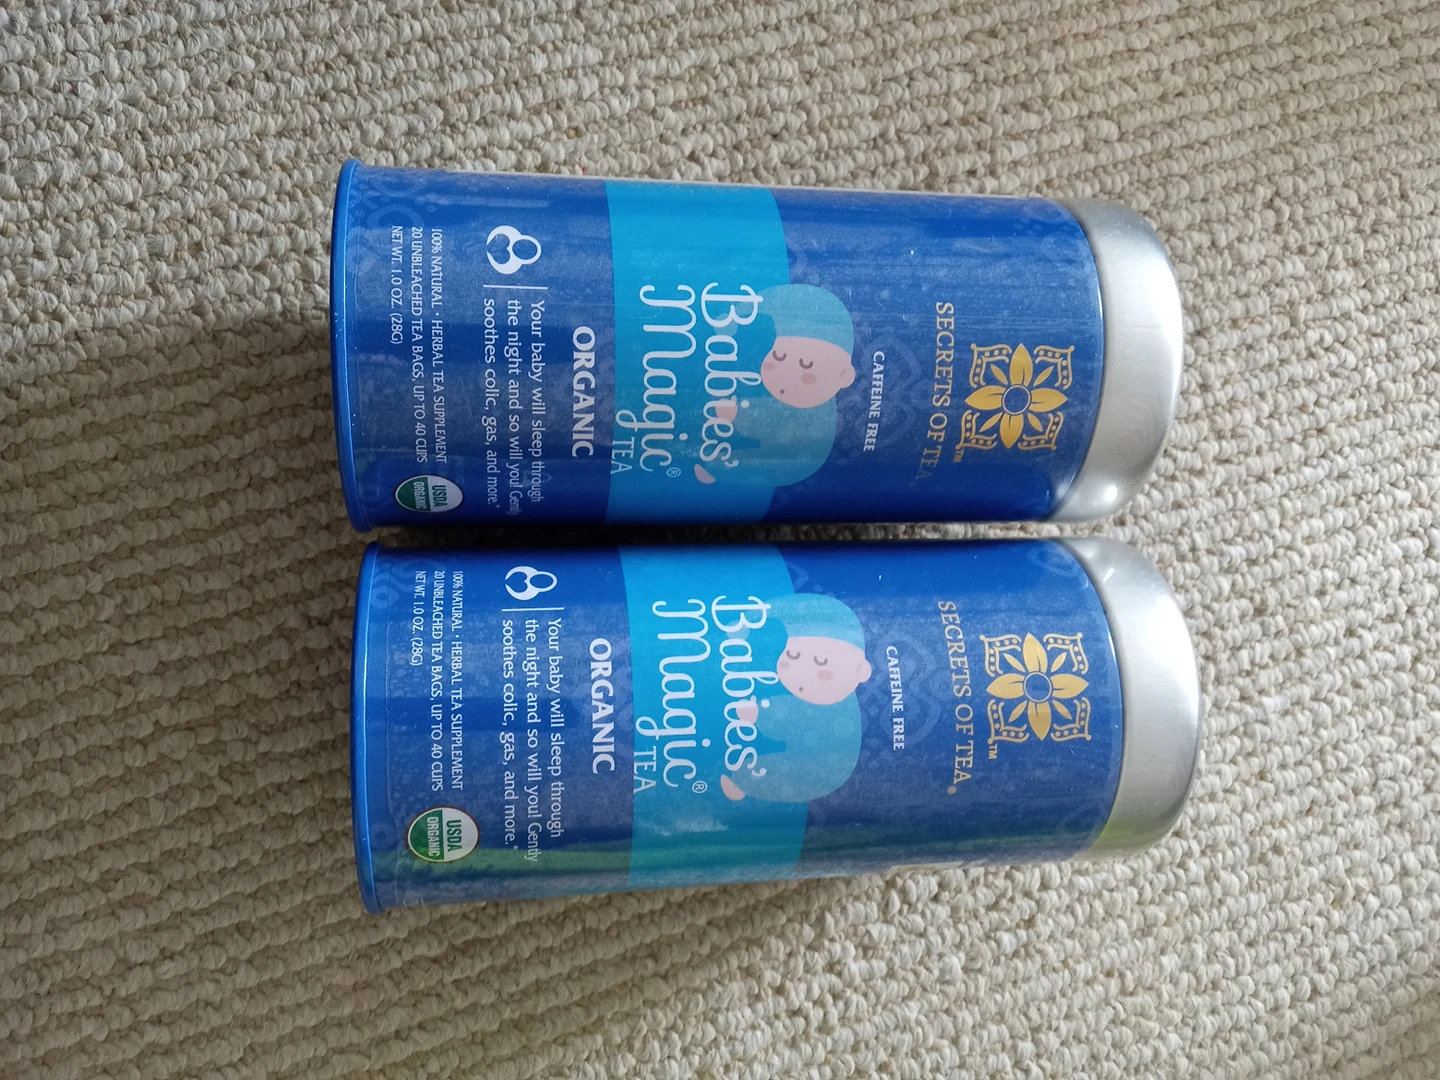 SECRETS OF TEA
TM
CAFFEINE FREE
Babies'
Magic®
TEA
ORGANIC
Your baby will sleep through
the night and so will you! Gently
soothes colic, gas, and more.*
100% NATURAL • HERBAL TEA SUPPLEMENT
20 UNBLEACHED TEA BAGS, UP TO 40 CUPS
NET WT. 1.0 OZ. (28G)
USDA
ORGANIC
TM
SECRETS OF TEA®
CAFFEINE FREE
Babies'
Magic®
TEA
ORGANIC
Your baby will sleep through
the night and so will you! Gently
soothes colic, gas, and more.*
100% NATURAL • HERBAL TEA SUPPLEMENT
20 UNBLEACHED TEA BAGS, UP TO 40 CUPS
NET WT. 1.0 OZ. (28G)
USDA
ORGANIC